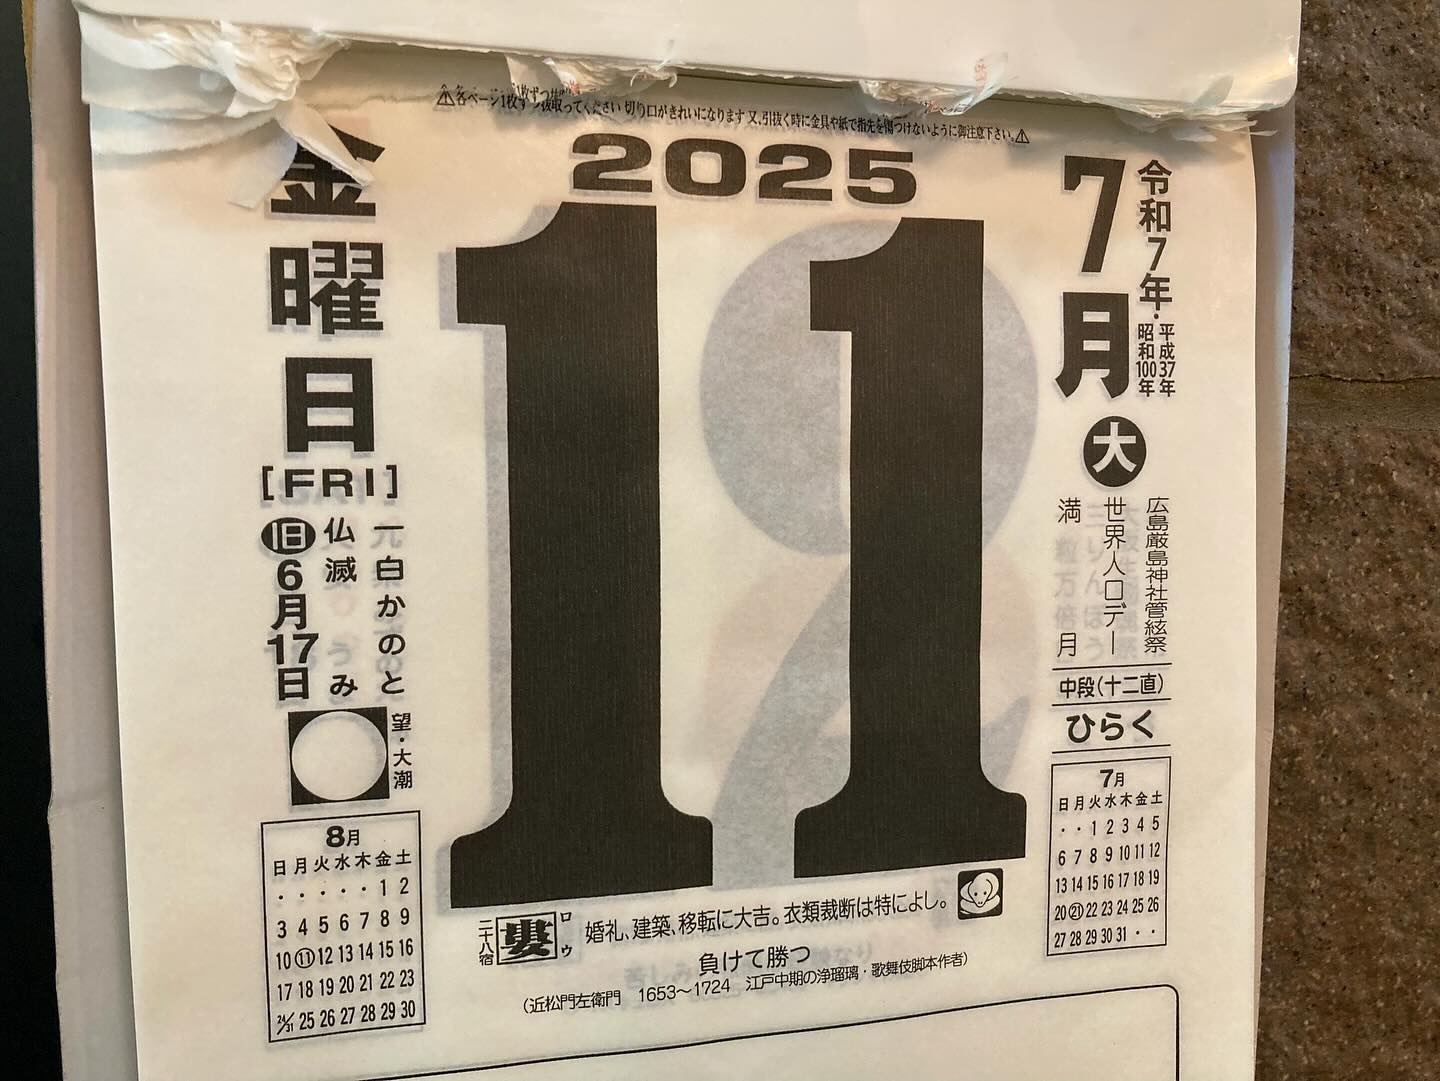 ⚠各ページ1枚ずつ抜取ってください 切り口がきれいになります 又、引抜く時に金具や紙で指先を傷つけないように御注意下さい。⚠
2025
令和7年・平成37年
昭和100年
7月
大
広島厳島神社管絃祭
世界人口デー
満月
中段(十二直)
ひらく
7月
日月火水木金土
・・1 2 3 4 5
6 7 8 9 10 11 12
13 14 15 16 17 18 19
20 ㉑ 22 23 24 25 26
27 28 29 30 31 ・・
11
金曜日
[FRI]
一白かのとみ
仏滅
旧6月17日
望・大潮
8月
日月火水木金土
・・・・・1 2
3 4 5 6 7 8 9
10 ⑪ 12 13 14 15 16
17 18 19 20 21 22 23
24/31 25 26 27 28 29 30
二十八宿
婁
ロウ
婚礼、建築、移転に大吉。衣類裁断は特によし。
負けて勝つ
(近松門左衛門 1653〜1724 江戸中期の浄瑠璃・歌舞伎脚本作者)